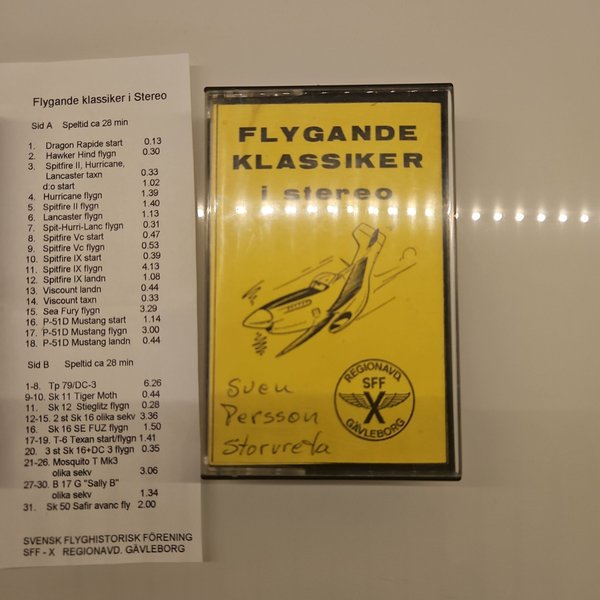 Flygande klassiker i Stereo
Sid A Speltid ca 28 min
1. Dragon Rapide start 0.13
2. Hawker Hind flygn 0.30
3. Spitfire II, Hurricane,
Lancaster taxn 0.33
d:o start 1.02
4. Hurricane flygn 1.39
5. Spitfire II flygn 1.40
6. Lancaster flygn 1.13
7. Spit-Hurri-Lanc flygn 0.31
8. Spitfire Vc start 0.47
9. Spitfire Vc flygn 0.53
10. Spitfire IX start 0.39
11. Spitfire IX flygn 4.13
12. Spitfire IX landn 1.08
13. Viscount landn 0.44
14. Viscount taxn 0.33
15. Sea Fury flygn 3.29
16. P-51D Mustang start 1.14
17. P-51D Mustang flygn 3.00
18. P-51D Mustang landn 0.44
Sid B Speltid ca 28 min
1-8. Tp 79/DC-3 6.26
9-10. Sk 11 Tiger Moth 0.44
11. Sk 12 Stieglitz flygn 0.28
12-15. 2 st Sk 16 olika sekv 3.36
16. Sk 16 SE FUZ flygn 1.50
17-19. T-6 Texan start/flygn 1.41
20. 3 st Sk 16+DC 3 flygn 0.35
21-26. Mosquito T Mk3
olika sekv 3.06
27-30. B 17 G "Sally B"
olika sekv 1.34
31. Sk 50 Safir avanc fly 2.00
SVENSK FLYGHISTORISK FÖRENING
SFF - X REGIONAVD. GÄVLEBORG
FLYGANDE
KLASSIKER
i stereo
REGIONAVD.
SFF
X
GÄVLEBORG
Sven
Persson
Storvreta